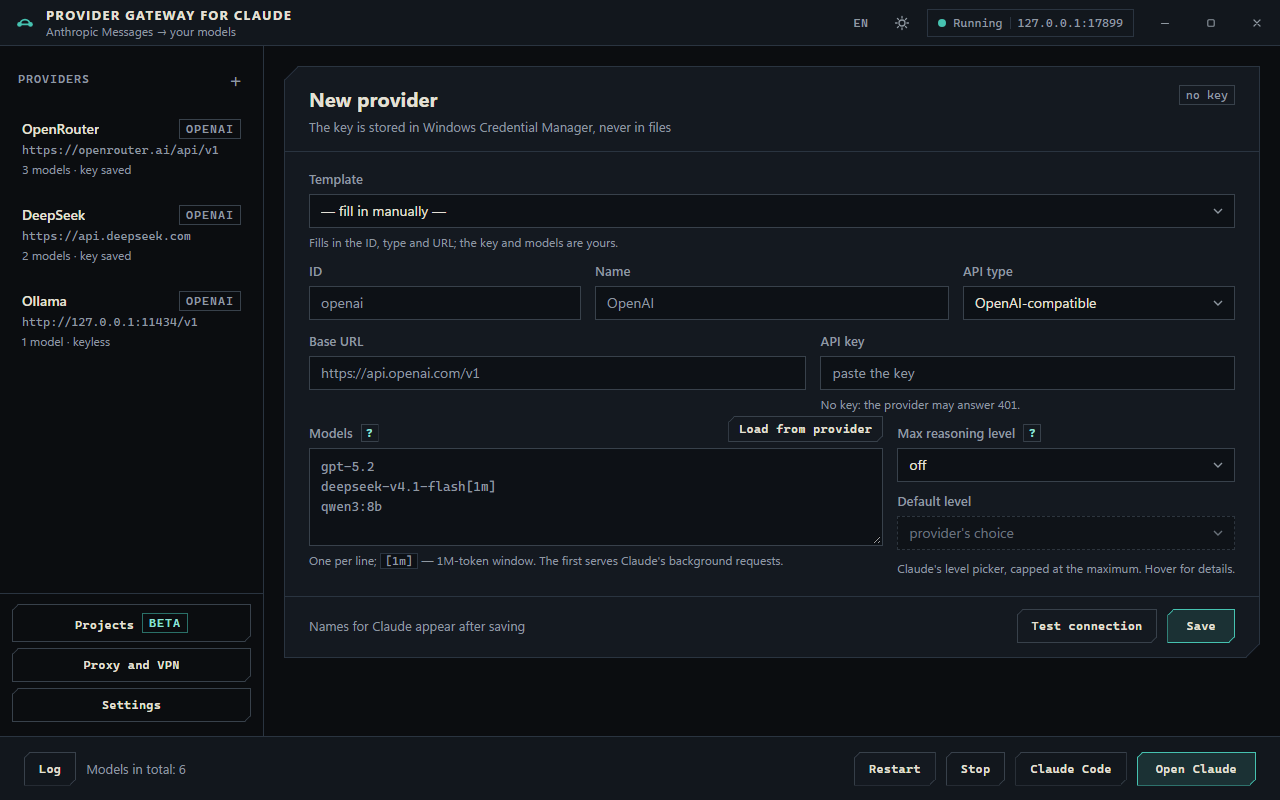 PROVIDER GATEWAY FOR CLAUDE
Anthropic Messages → your models
EN
Running
127.0.0.1:17899
PROVIDERS
+
OpenRouter
OPENAI
https://openrouter.ai/api/v1
3 models · key saved
DeepSeek
OPENAI
https://api.deepseek.com
2 models · key saved
Ollama
OPENAI
http://127.0.0.1:11434/v1
1 model · keyless
Projects BETA
Proxy and VPN
Settings
New provider
no key
The key is stored in Windows Credential Manager, never in files
Template
— fill in manually —
Fills in the ID, type and URL; the key and models are yours.
ID
Name
API type
openai
OpenAI
OpenAI-compatible
Base URL
API key
https://api.openai.com/v1
paste the key
No key: the provider may answer 401.
Models ?
Load from provider
Max reasoning level ?
gpt-5.2
deepseek-v4.1-flash[1m]
qwen3:8b
off
Default level
provider's choice
One per line; [1m] — 1M-token window. The first serves Claude's background requests.
Claude's level picker, capped at the maximum. Hover for details.
Names for Claude appear after saving
Test connection
Save
Log
Models in total: 6
Restart
Stop
Claude Code
Open Claude